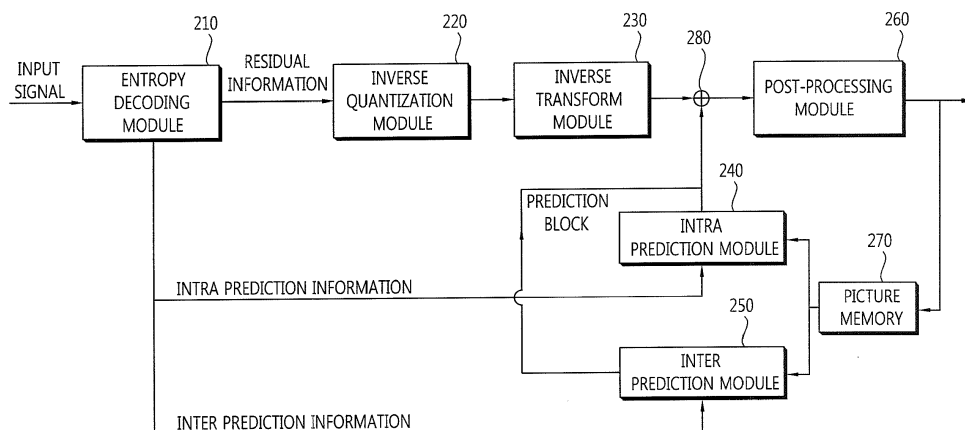 210
220
230
260
280
INPUT
SIGNAL
ENTROPY
DECODING
MODULE
RESIDUAL
INFORMATION
INVERSE
QUANTIZATION
MODULE
INVERSE
TRANSFORM
MODULE
POST-PROCESSING
MODULE
240
PREDICTION
BLOCK
INTRA
PREDICTION MODULE
270
INTRA PREDICTION INFORMATION
PICTURE
MEMORY
250
INTER
PREDICTION MODULE
INTER PREDICTION INFORMATION